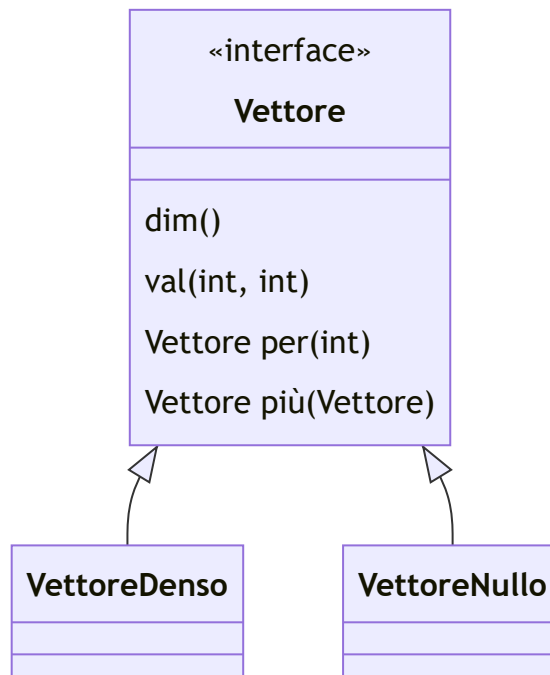 «interface»
Vettore
dim()
val(int, int)
Vettore per(int)
Vettore più(Vettore)
VettoreDenso
VettoreNullo